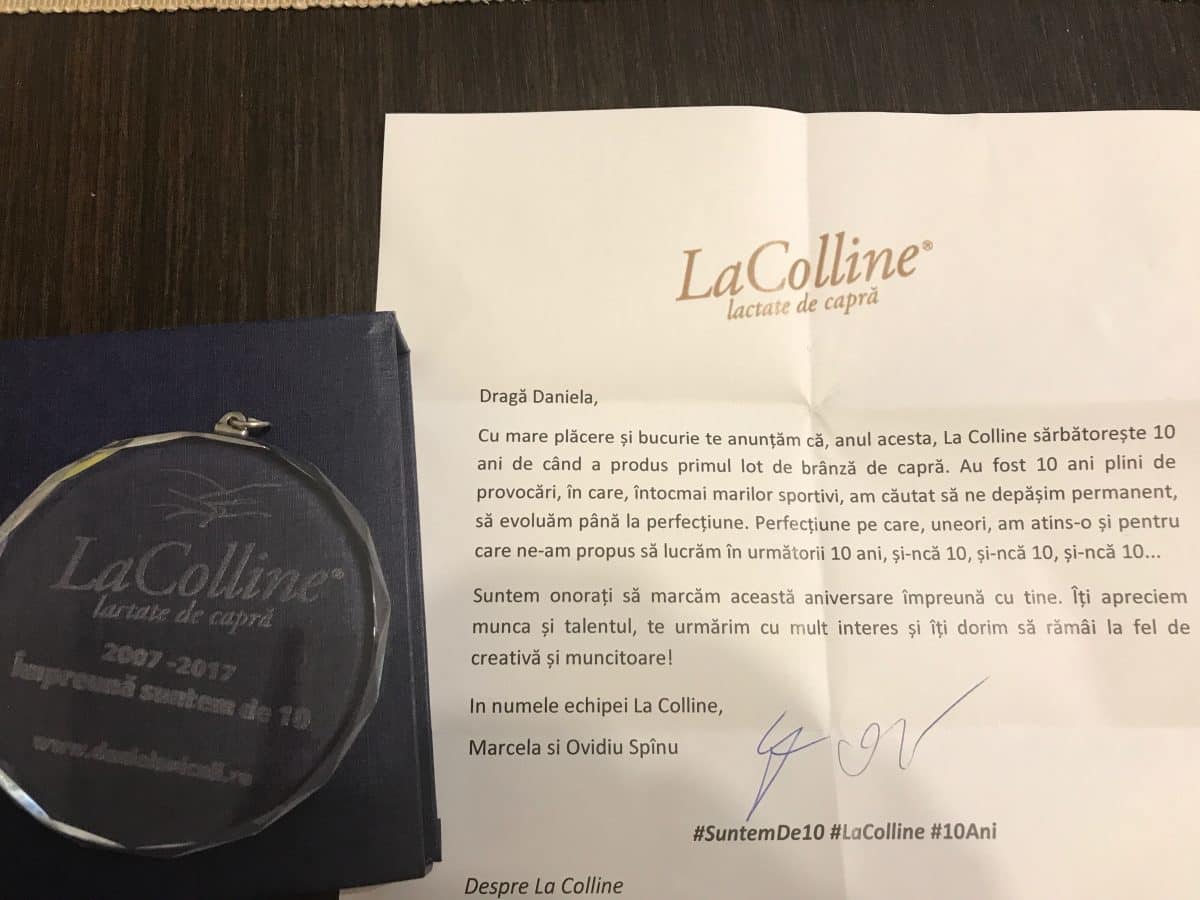 LaColline®
lactate de capră
Dragă Daniela,
Cu mare plăcere și bucurie te anunțăm că, anul acesta, La Colline sărbătorește 10
ani de când a produs primul lot de brânză de capră. Au fost 10 ani plini de
provocări, în care, întocmai marilor sportivi, am căutat să ne depășim permanent,
să evoluăm până la perfecțiune. Perfecțiune pe care, uneori, am atins-o și pentru
care ne-am propus să lucrăm în următorii 10 ani, și-ncă 10, și-ncă 10, și-ncă 10...
Suntem onorați să marcăm această aniversare împreună cu tine. Îți apreciem
munca și talentul, te urmărim cu mult interes și îți dorim să rămâi la fel de
creativă și muncitoare!
In numele echipei La Colline,
Marcela si Ovidiu Spînu
#SuntemDe10 #LaColline #10Ani
Despre La Colline
LaColline®
lactate de capră
2007-2017
Împreună suntem de 10